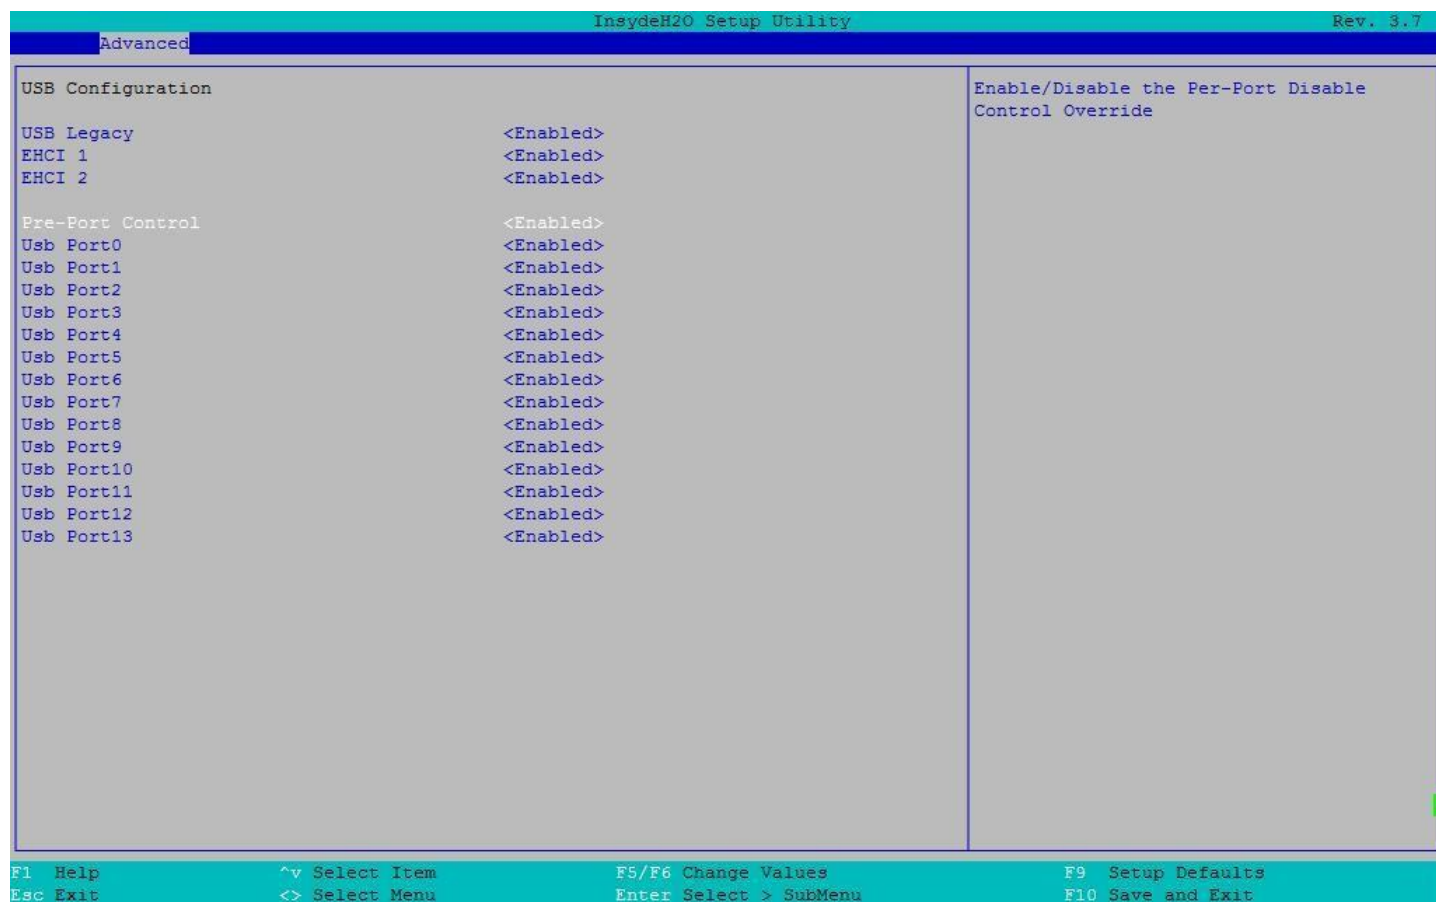 InsydeH2O Setup Utility Rev. 3.7
Advanced
USB Configuration
USB Legacy <Enabled>
EHCI 1 <Enabled>
EHCI 2 <Enabled>
Pre-Port Control <Enabled>
Usb Port0 <Enabled>
Usb Port1 <Enabled>
Usb Port2 <Enabled>
Usb Port3 <Enabled>
Usb Port4 <Enabled>
Usb Port5 <Enabled>
Usb Port6 <Enabled>
Usb Port7 <Enabled>
Usb Port8 <Enabled>
Usb Port9 <Enabled>
Usb Port10 <Enabled>
Usb Port11 <Enabled>
Usb Port12 <Enabled>
Usb Port13 <Enabled>
Enable/Disable the Per-Port Disable
Control Override
F1 Help ^v Select Item F5/F6 Change Values F9 Setup Defaults
Esc Exit <> Select Menu Enter Select > SubMenu F10 Save and Exit